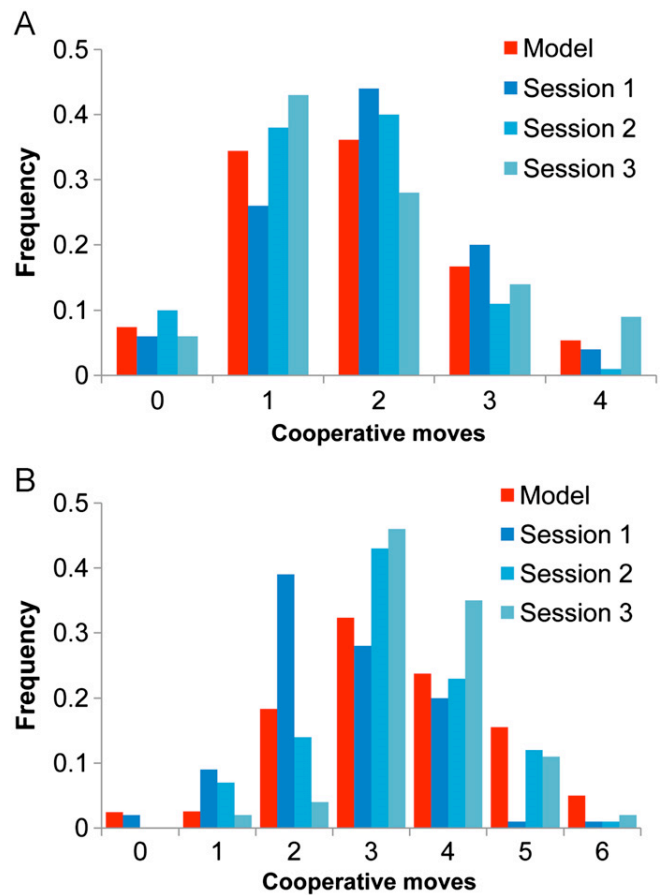 A
0.5
0.4
0.3
0.2
0.1
0
Frequency
Model
Session 1
Session 2
Session 3
0 1 2 3 4
Cooperative moves
B
0.5
0.4
0.3
0.2
0.1
0
Frequency
Model
Session 1
Session 2
Session 3
0 1 2 3 4 5 6
Cooperative moves